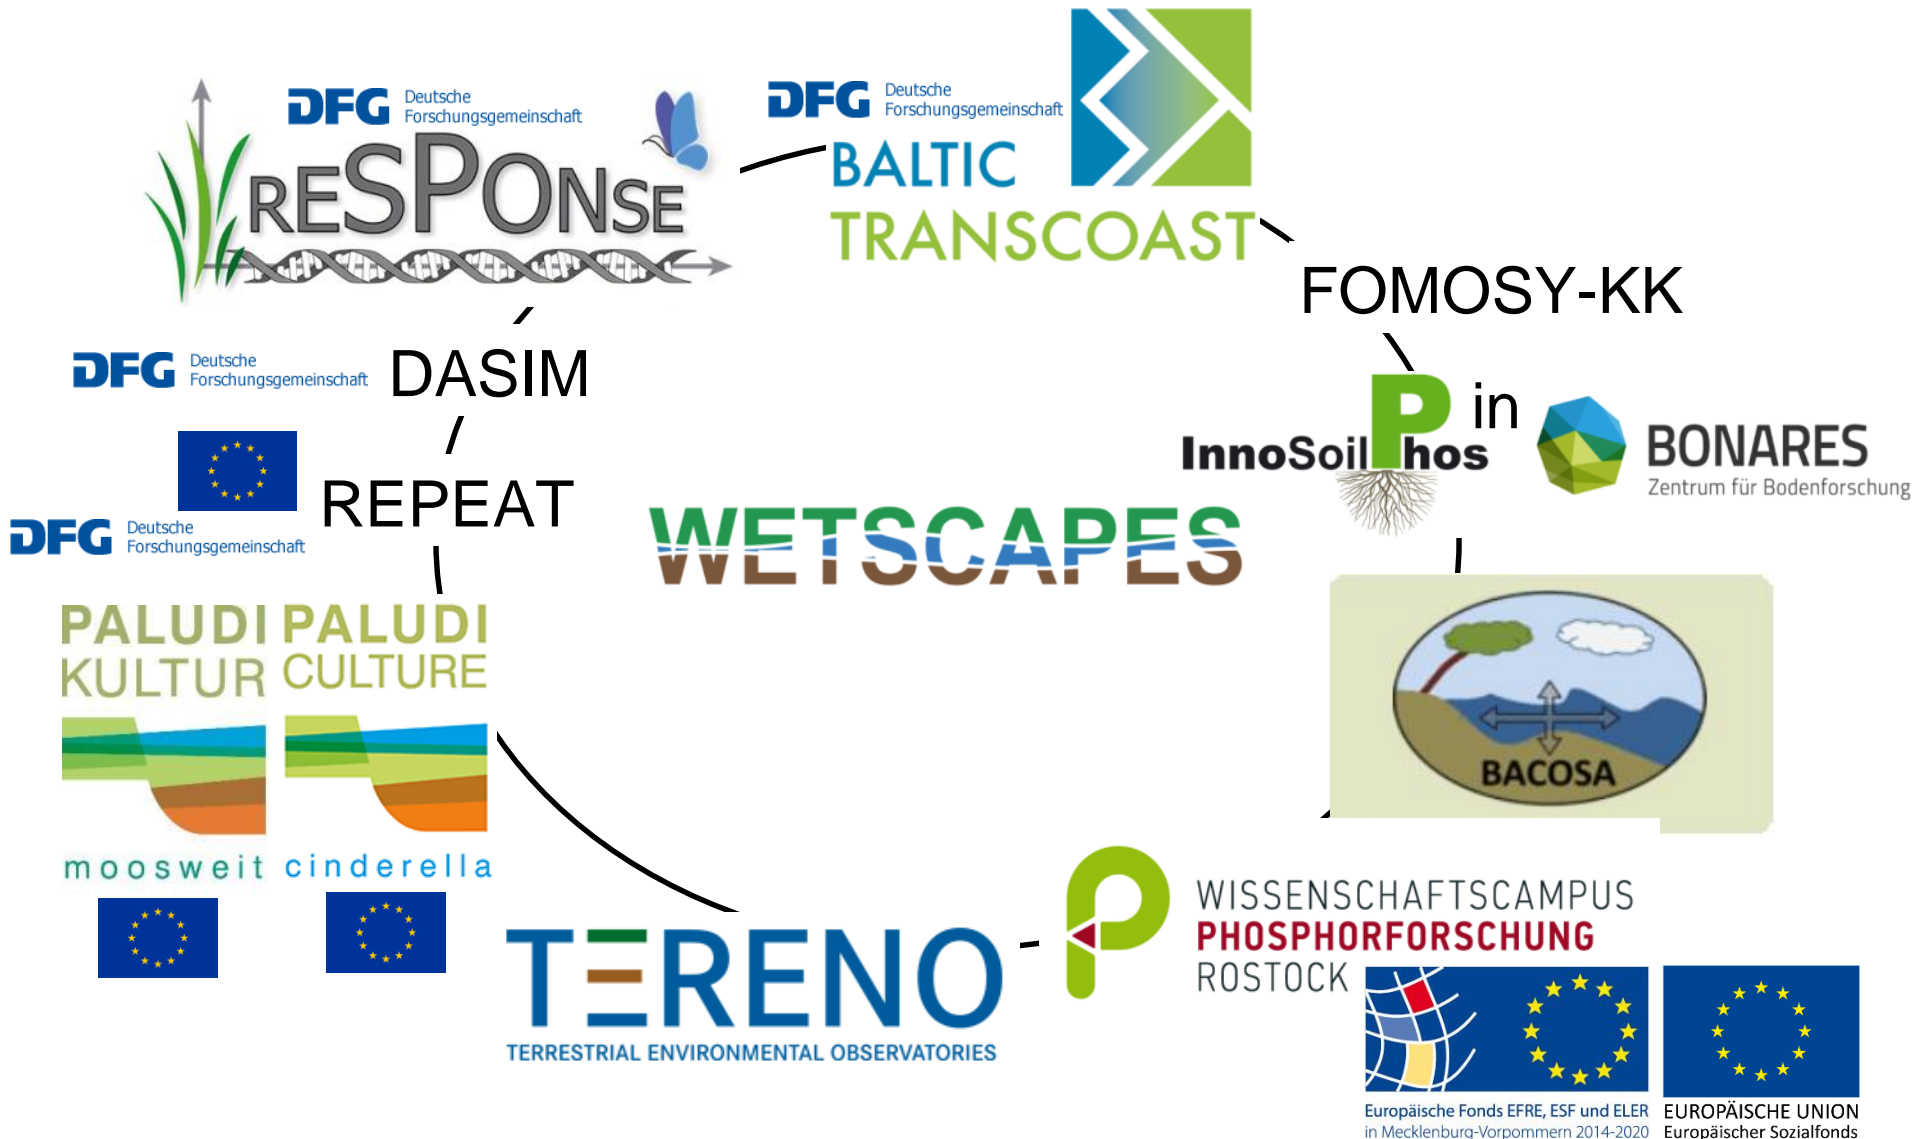 DFG Deutsche
Forschungsgemeinschaft
RESPONSE
DFG Deutsche
Forschungsgemeinschaft
BALTIC
TRANSCOAST
FOMOSY-KK
InnoSoilPhos
in
BONARES
Zentrum für Bodenforschung
DFG Deutsche
Forschungsgemeinschaft
DASIM
REPEAT
DFG Deutsche
Forschungsgemeinschaft
WETSCAPES
PALUDI
KULTUR
moosweit
PALUDI
CULTURE
cinderella
BACOSA
TERENO
TERRESTRIAL ENVIRONMENTAL OBSERVATORIES
P
WISSENSCHAFTSCAMPUS
PHOSPHORFORSCHUNG
ROSTOCK
Europäische Fonds EFRE, ESF und ELER
in Mecklenburg-Vorpommern 2014-2020
EUROPÄISCHE UNION
Europäischer Sozialfonds